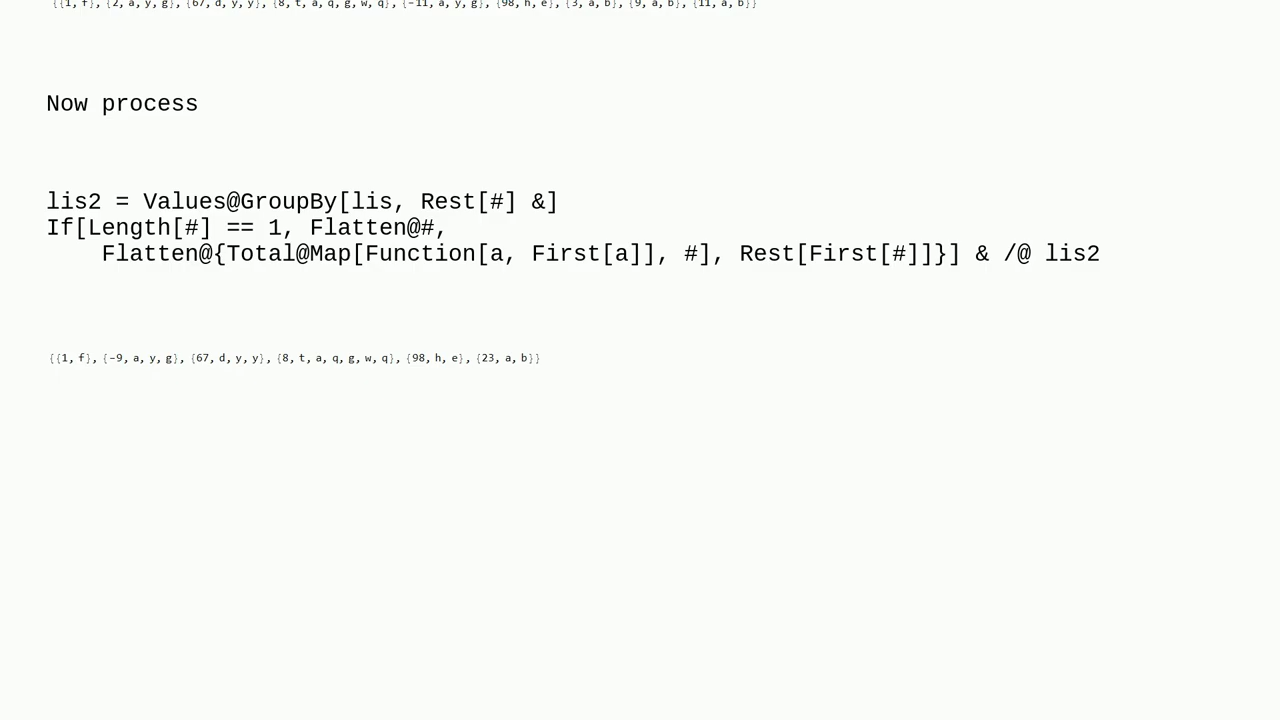 {{1, f}, {2, a, y, g}, {67, d, y, y}, {8, t, a, q, g, w, q}, {-11, a, y, g}, {98, h, e}, {3, a, b}, {9, a, b}, {11, a, b}}
Now process
lis2 = Values@GroupBy[lis, Rest[#] &]
If[Length[#] == 1, Flatten@#,
    Flatten@{Total@Map[Function[a, First[a]], #], Rest[First[#]]}] & /@ lis2
{{1, f}, {-9, a, y, g}, {67, d, y, y}, {8, t, a, q, g, w, q}, {98, h, e}, {23, a, b}}